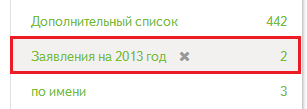 Дополнительный список 442
Заявления на 2013 год ✖ 2
по имени 3